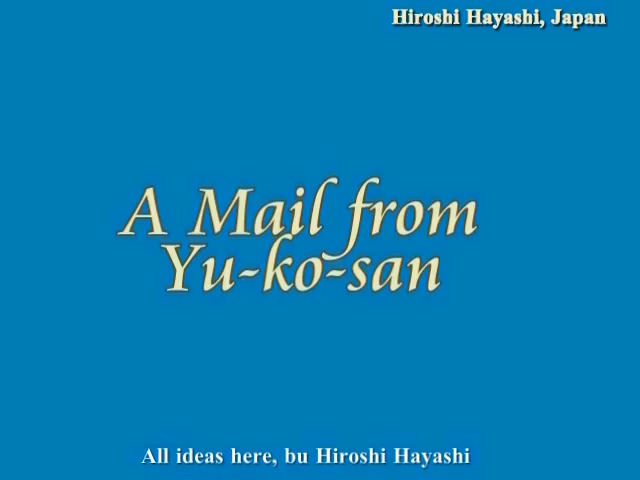 Hiroshi Hayashi, Japan
A Mail from
Yu-ko-san
All ideas here, bu Hiroshi Hayashi